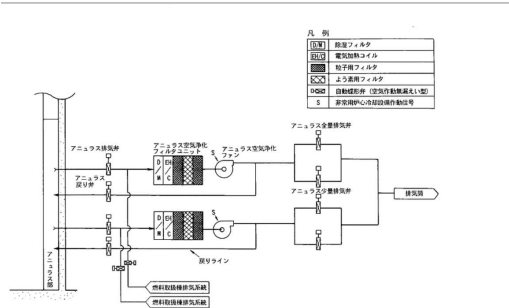 凡 例
D/M 除湿フィルタ
EH/C 電気加熱コイル
粒子用フィルタ
よう素用フィルタ
自動蝶形弁（空気作動無漏えい型）
S 非常用炉心冷却設備作動信号
アニュラス全量排気弁
アニュラス排気弁
アニュラス空気浄化
フィルタユニット
アニュラス空気浄化
ファン
S
D/M
EH/C
アニュラス
戻り弁
アニュラス少量排気弁
排気筒
S
D/M
EH/C
戻りライン
アニュラス部
燃料取扱棟排気系統
燃料取扱棟排気系統